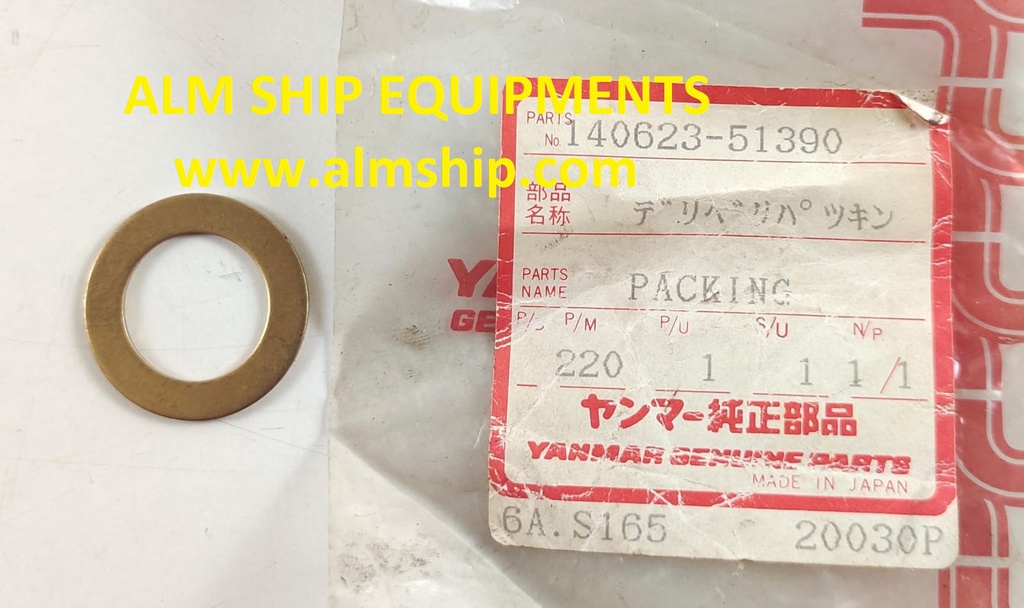 ALM SHIP EQUIPMENTS
www.almship.com
PARTS
No. 140623-51390
部品
名称 デリベリパツキン
PARTS
NAME PACKING
P/M P/U S/U N/P
220 1 1 1/1
ヤンマー純正部品
YANMAR GENUINE PARTS
MADE IN JAPAN
6A.S165 20030P